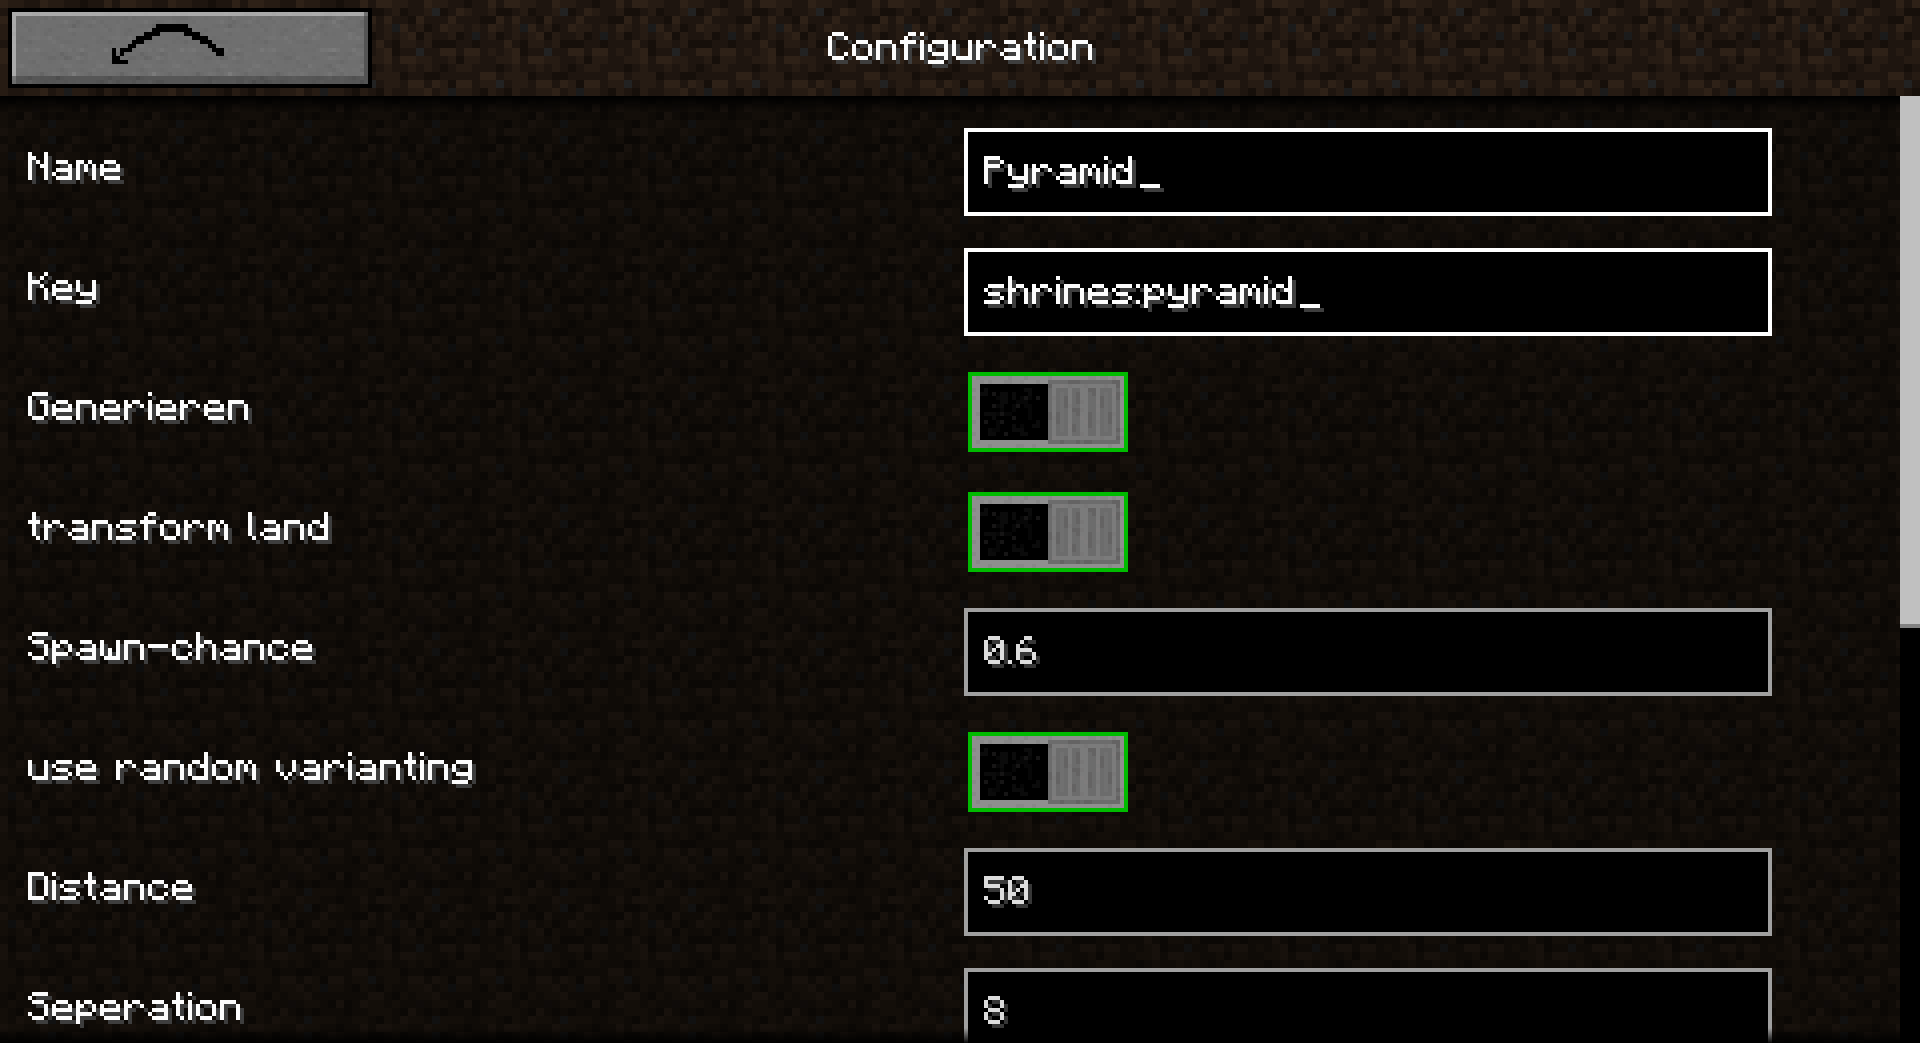 Configuration
Name
Pyramid_
Key
shrines:pyramid_
Generieren
transform land
Spawn-chance
0.6
use random varianting
Distance
50
Seperation
8